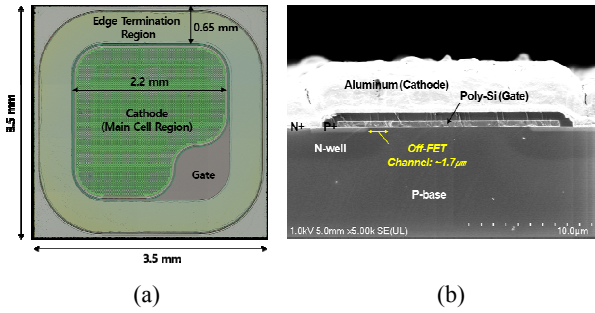 Edge Termination
Region
0.65 mm
2.2 mm
Cathode
(Main Cell Region)
Gate
3.5 mm
3.5 mm
(a)
Aluminum (Cathode)
Poly-Si (Gate)
N+
P+
N-well
Off-FET
Channel: ~1.7μm
P-base
1.0kV 5.0mm x5.00k SE(UL)
10.0μm
(b)